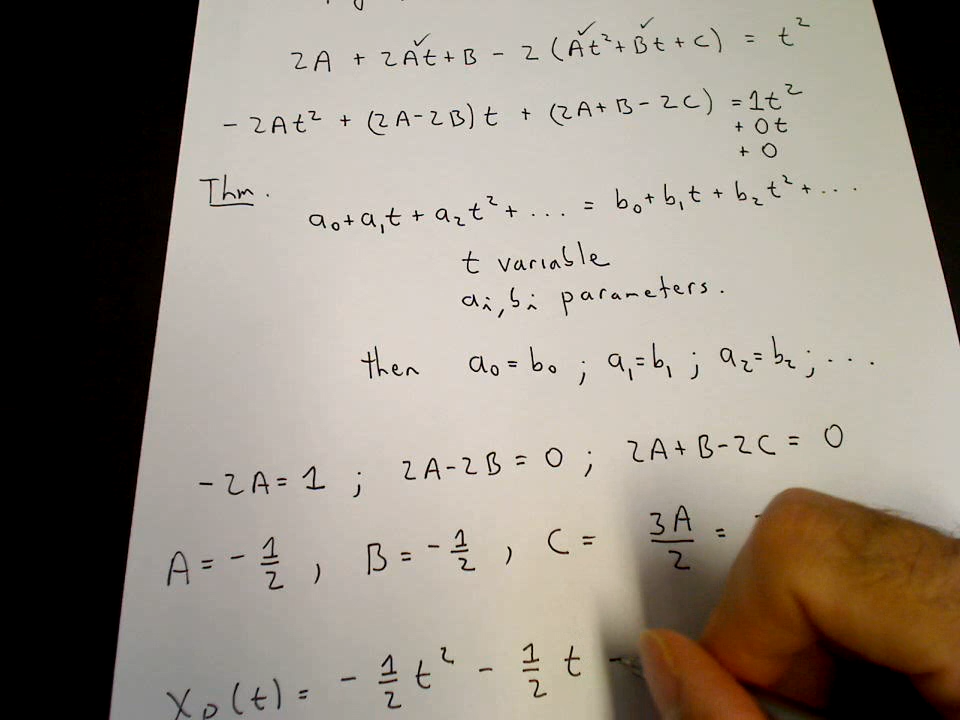 2A + 2At + B - 2 (At² + Bt + C) = t²
- 2At² + (2A - 2B) t + (2A + B - 2C) = 1t²
+ 0t
+ 0
Thm.
a₀ + a₁t + a₂t² + ... = b₀ + b₁t + b₂t² + ...
t variable
aᵢ, bᵢ parameters.
then a₀ = b₀ ; a₁ = b₁ ; a₂ = b₂ ; ...
- 2A = 1 ; 2A - 2B = 0 ; 2A + B - 2C = 0
A = - 1/2 , B = - 1/2 , C = 3A/2 =
Xp(t) = - 1/2 t² - 1/2 t -